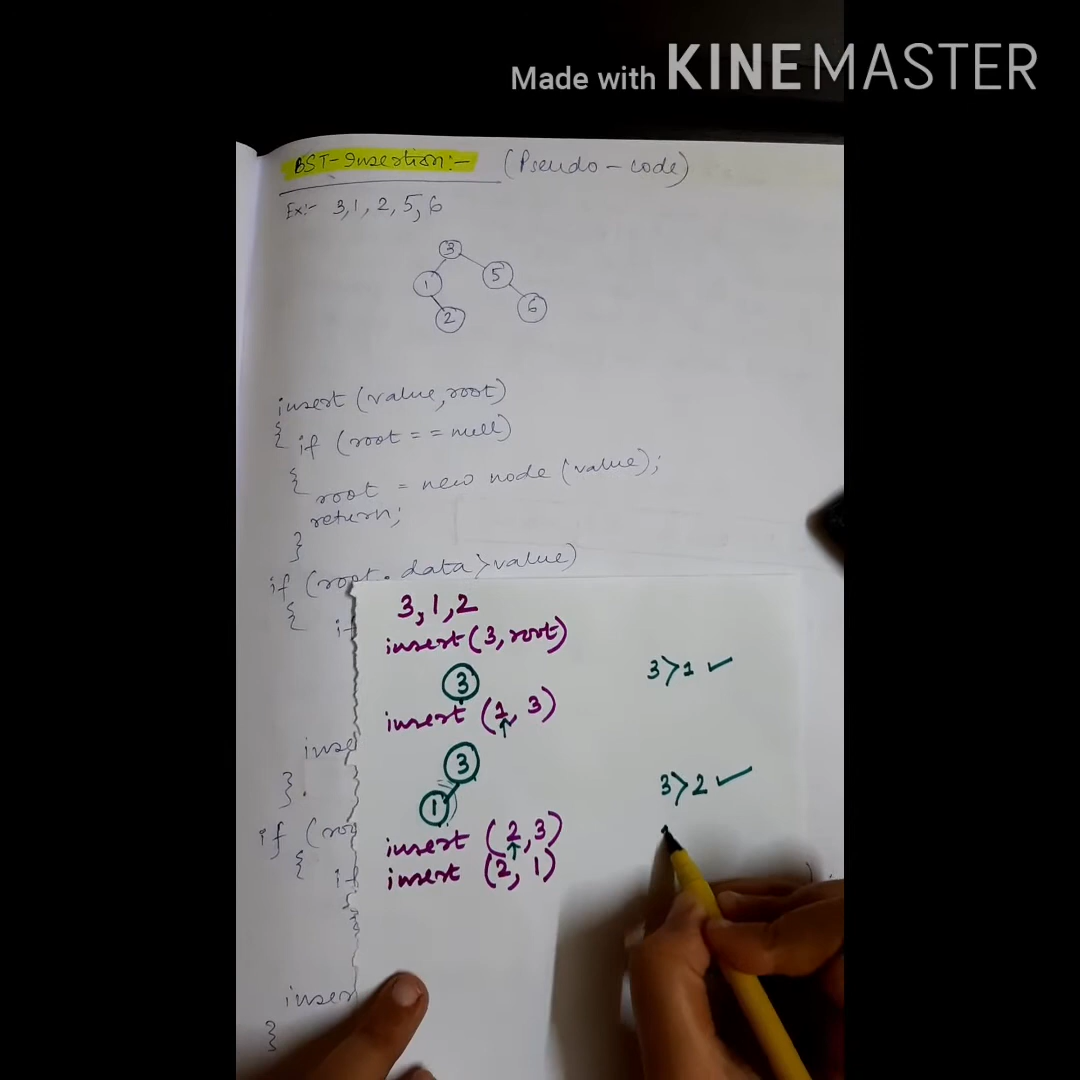 Made with KINEMASTER
BST-Insertion:- (Pseudo-code)
Ex:- 3,1,2,5,6
3
5
1
6
2
insert (value,root)
{ if (root == null)
{ root = new node (value);
return;
}
if (root. data>value)
{
3,1,2
insert(3,root)
3
3>1 ✓
insert (1, 3)
3
1
3>2 ✓
insert (2,3)
insert (2, 1)
}
if (
{
}